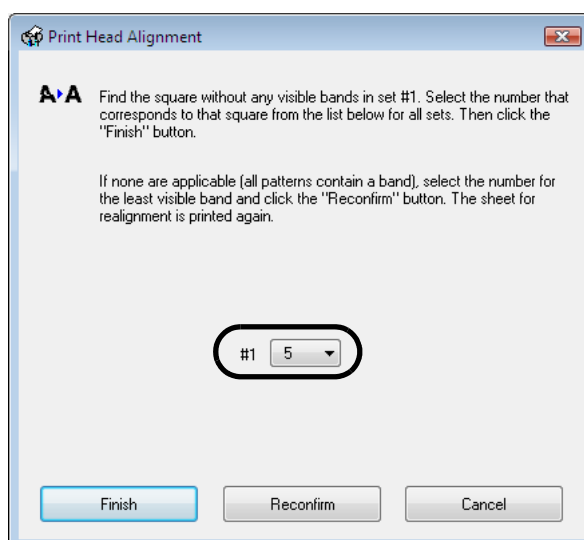 Print Head Alignment
A A Find the square without any visible bands in set #1. Select the number that
corresponds to that square from the list below for all sets. Then click the
"Finish" button.
If none are applicable (all patterns contain a band), select the number for
the least visible band and click the "Reconfirm" button. The sheet for
realignment is printed again.
#1 5
Finish Reconfirm Cancel